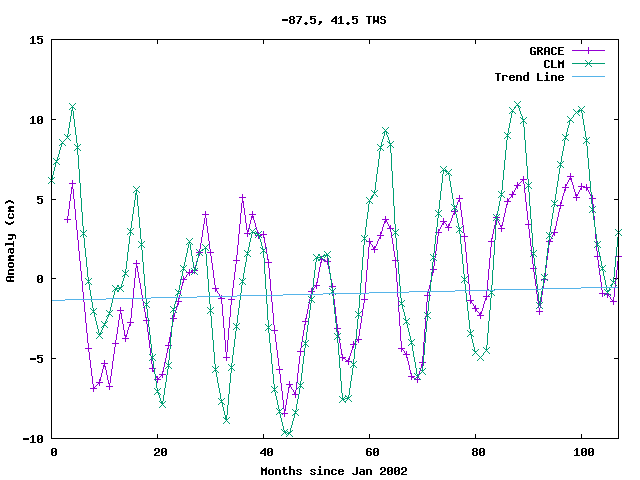 -87.5, 41.5 TWS
GRACE
CLM
Trend Line
15
10
5
0
-5
-10
Anomaly (cm)
0 20 40 60 80 100
Months since Jan 2002